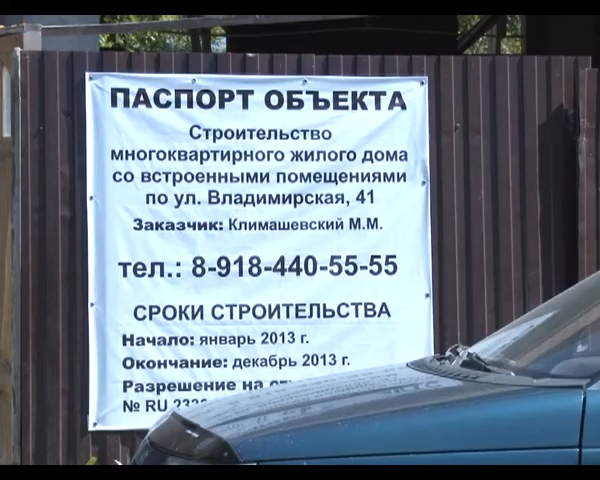 ПАСПОРТ ОБЪЕКТА
Строительство
многоквартирного жилого дома
со встроенными помещениями
по ул. Владимирская, 41
Заказчик: Климашевский М.М.
тел.: 8-918-440-55-55
СРОКИ СТРОИТЕЛЬСТВА
Начало: январь 2013 г.
Окончание: декабрь 2013 г.
Разрешение на
№ RU